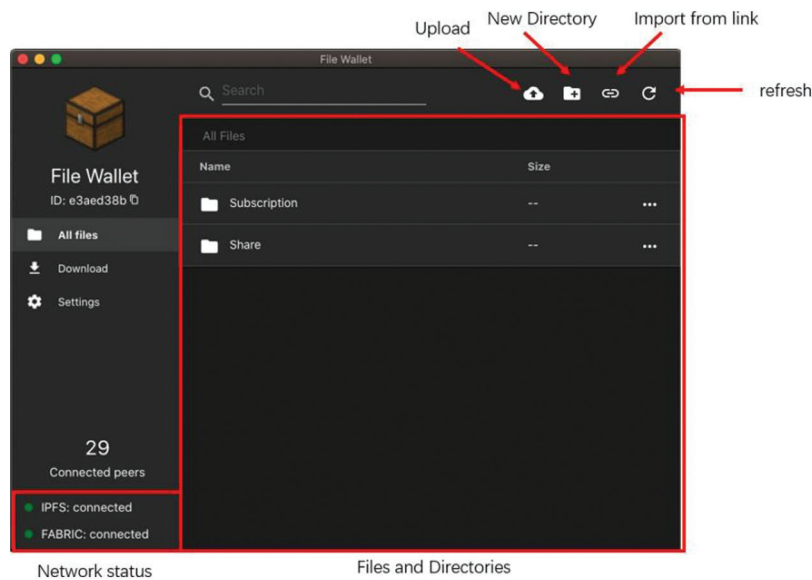 Upload
New Directory
Import from link
File Wallet
Search
refresh
All Files
Name
Size
File Wallet
ID: e3aed38b
Subscription
--
All files
Share
--
Download
Settings
29
Connected peers
IPFS: connected
FABRIC: connected
Network status
Files and Directories